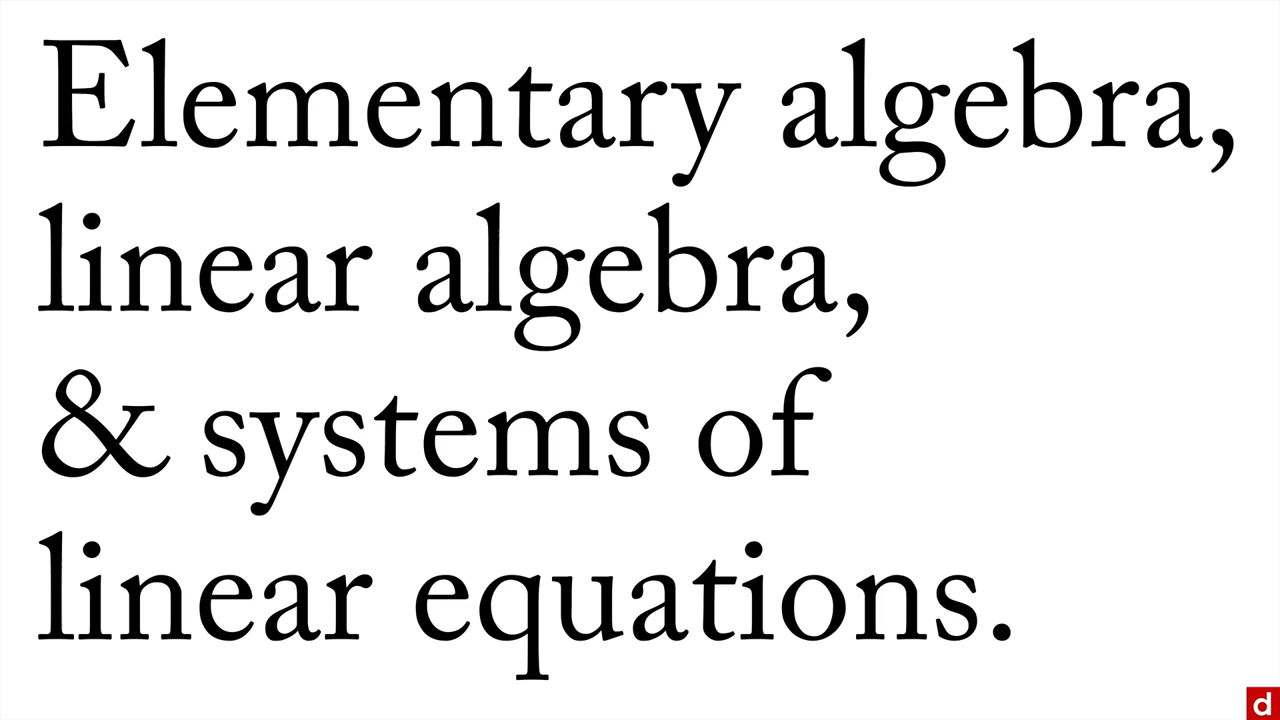 Elementary algebra,
linear algebra,
& systems of
linear equations.
d